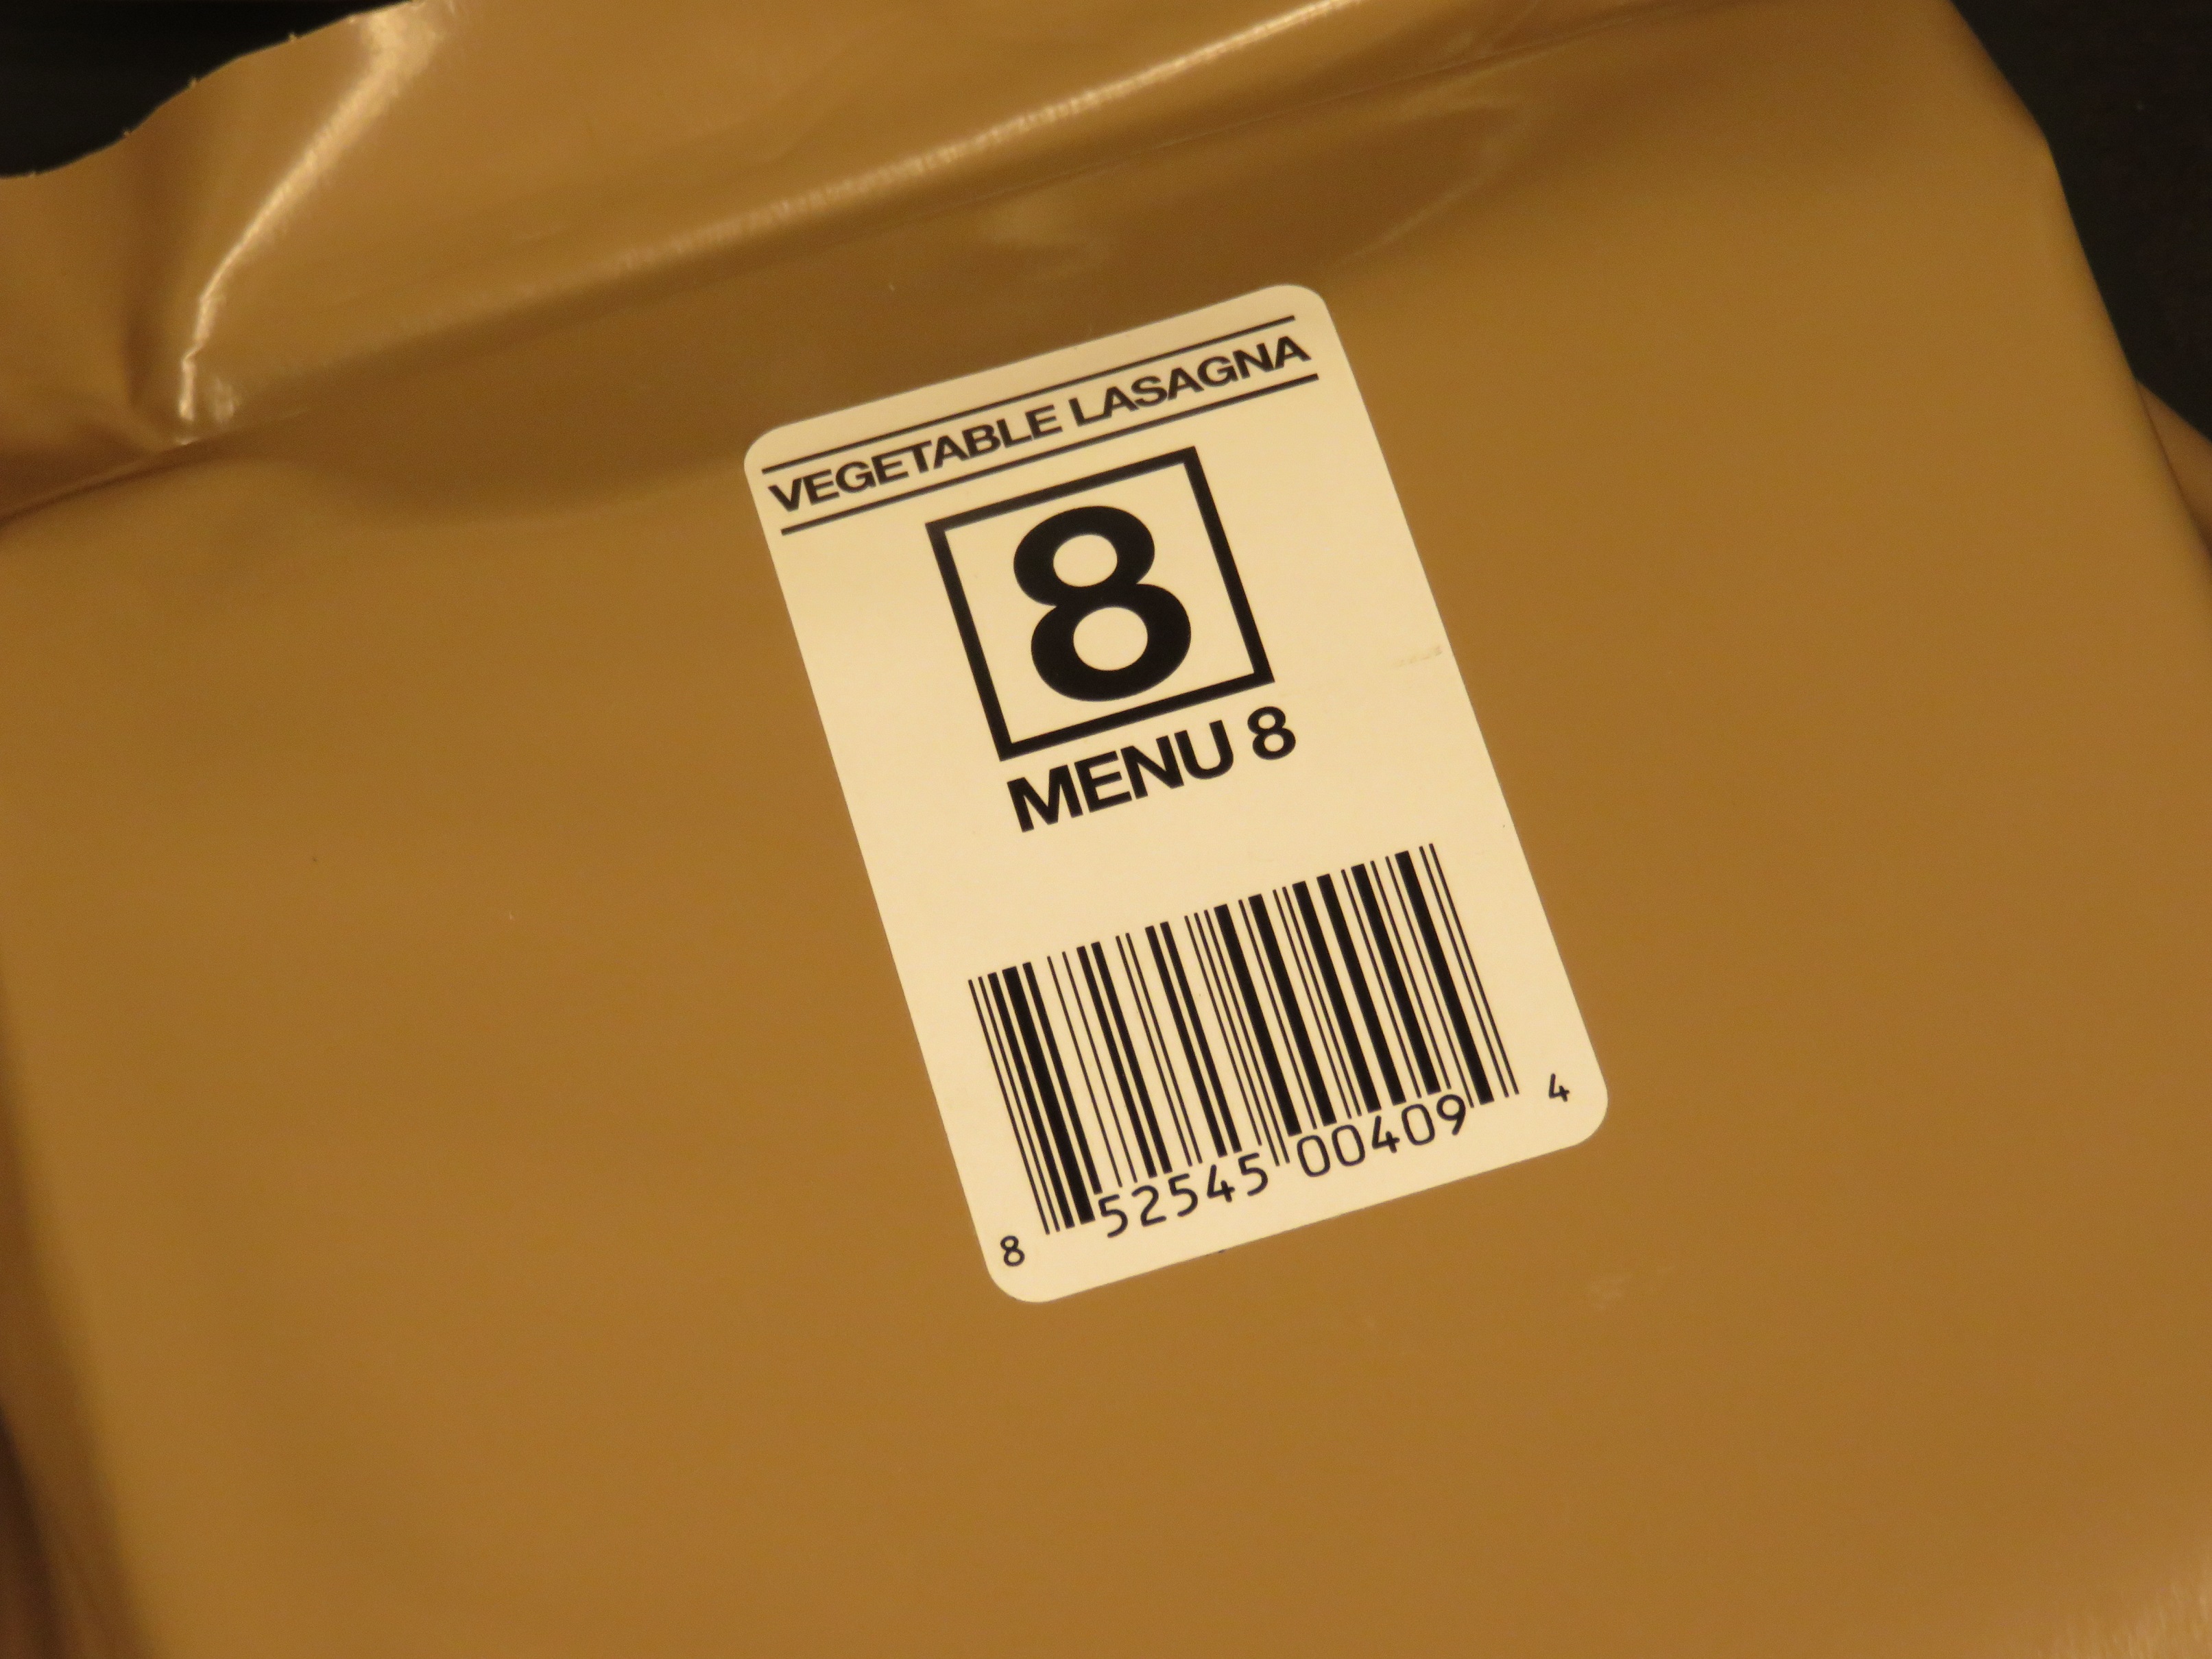 VEGETABLE LASAGNA
8
MENU 8
8 52545 00409 4